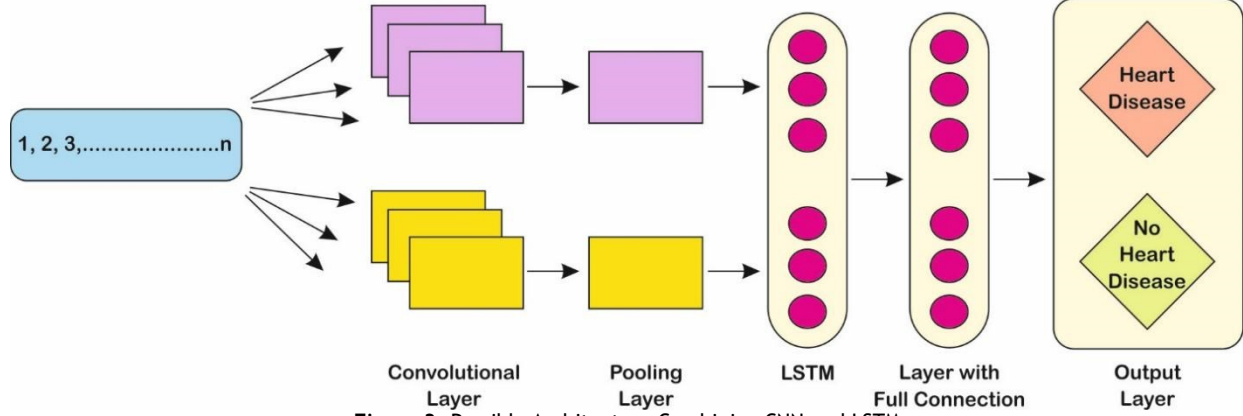 1, 2, 3,......................n
Heart
Disease
No
Heart
Disease
Convolutional
Layer
Pooling
Layer
LSTM
Layer with
Full Connection
Output
Layer